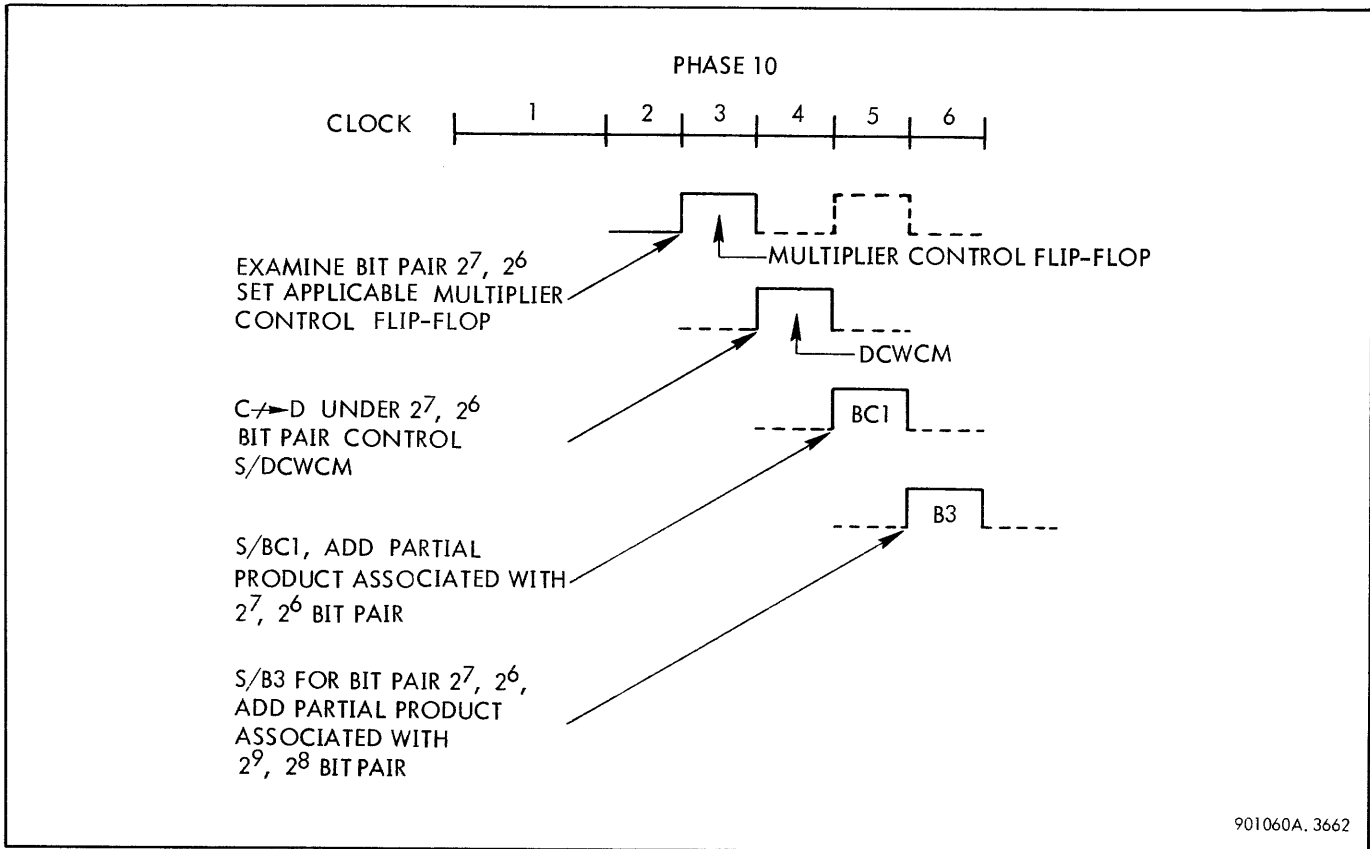 PHASE 10
CLOCK 1 2 3 4 5 6
EXAMINE BIT PAIR 2⁷, 2⁶
SET APPLICABLE MULTIPLIER
CONTROL FLIP-FLOP
MULTIPLIER CONTROL FLIP-FLOP
DCWCM
C⌿►D UNDER 2⁷, 2⁶
BIT PAIR CONTROL
S/DCWCM
BC1
S/BC1, ADD PARTIAL
PRODUCT ASSOCIATED WITH
2⁷, 2⁶ BIT PAIR
B3
S/B3 FOR BIT PAIR 2⁷, 2⁶,
ADD PARTIAL PRODUCT
ASSOCIATED WITH
2⁹, 2⁸ BIT PAIR
901060A. 3662